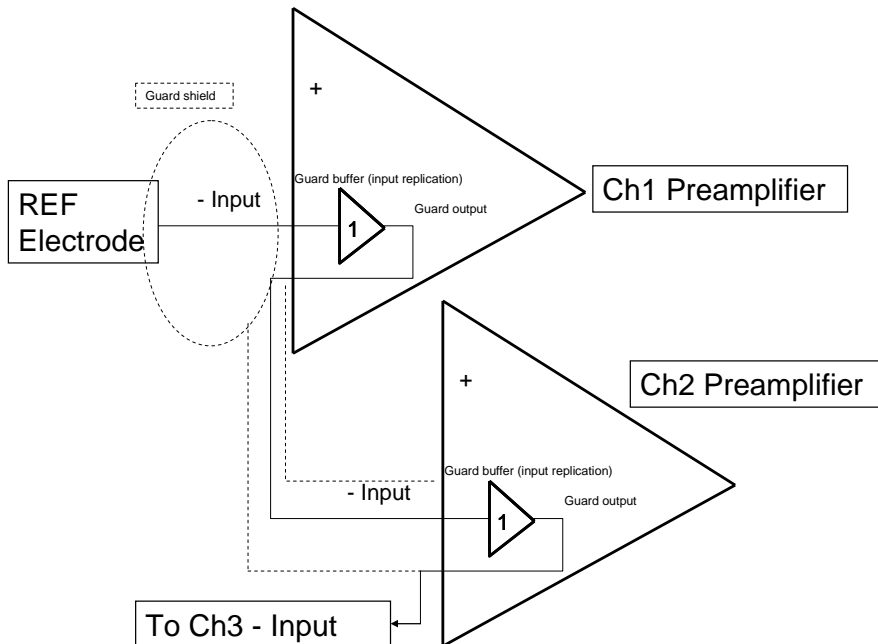 +
Guard shield
Guard buffer (input replication)
REF
Electrode
- Input
1
Guard output
Ch1 Preamplifier
+
Ch2 Preamplifier
Guard buffer (input replication)
- Input
1
Guard output
To Ch3 - Input